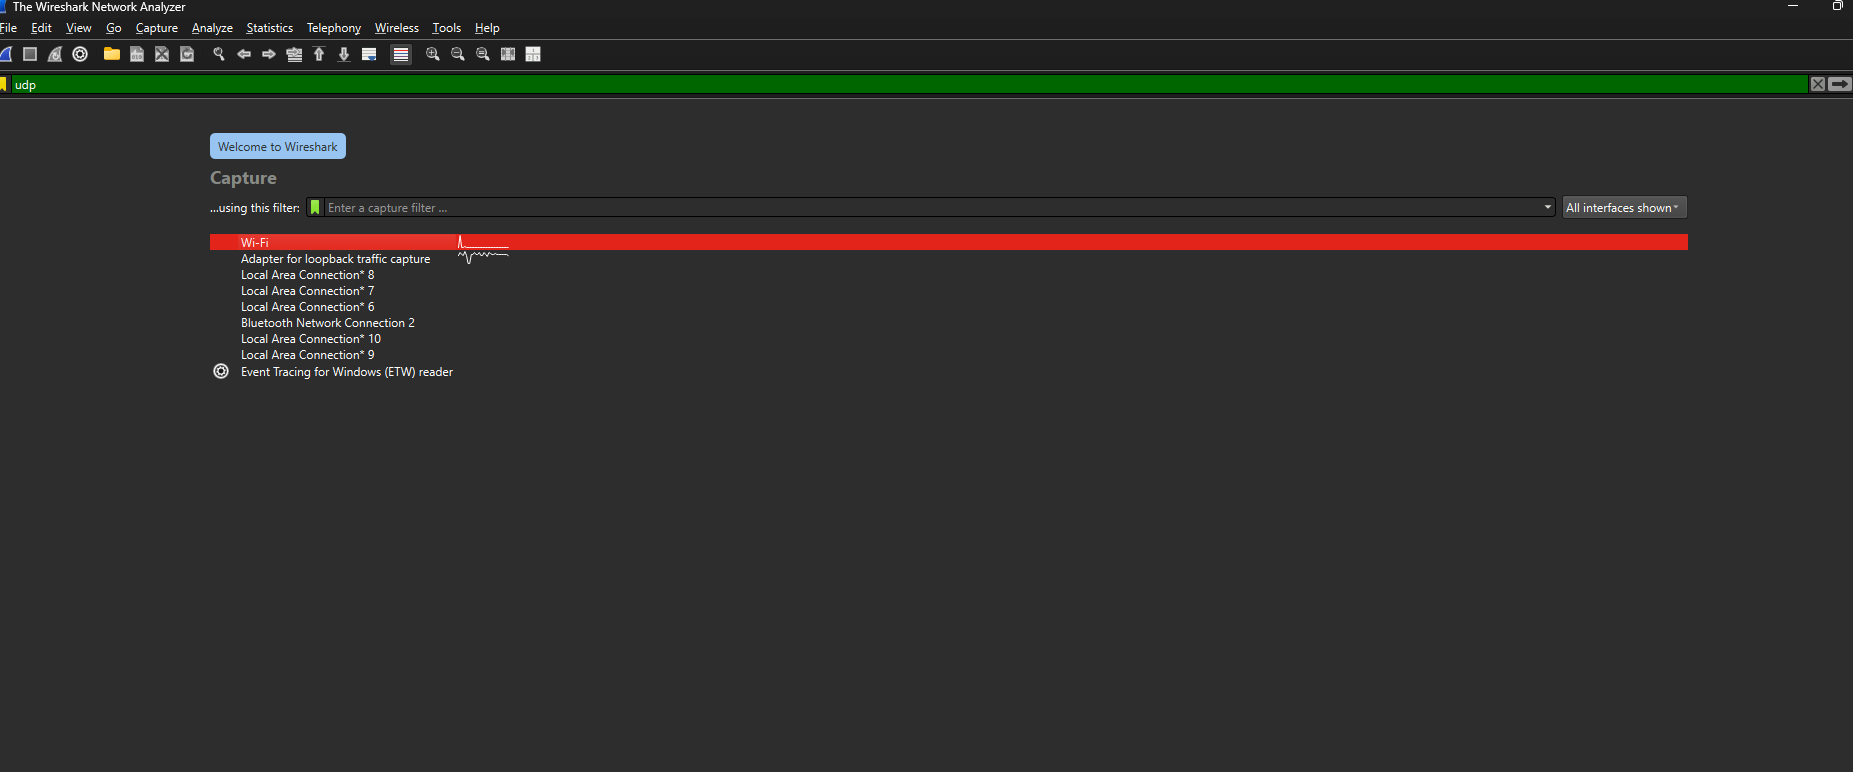 The Wireshark Network Analyzer
File Edit View Go Capture Analyze Statistics Telephony Wireless Tools Help
udp
Welcome to Wireshark
Capture
...using this filter: Enter a capture filter ... All interfaces shown
Wi-Fi
Adapter for loopback traffic capture
Local Area Connection* 8
Local Area Connection* 7
Local Area Connection* 6
Bluetooth Network Connection 2
Local Area Connection* 10
Local Area Connection* 9
Event Tracing for Windows (ETW) reader